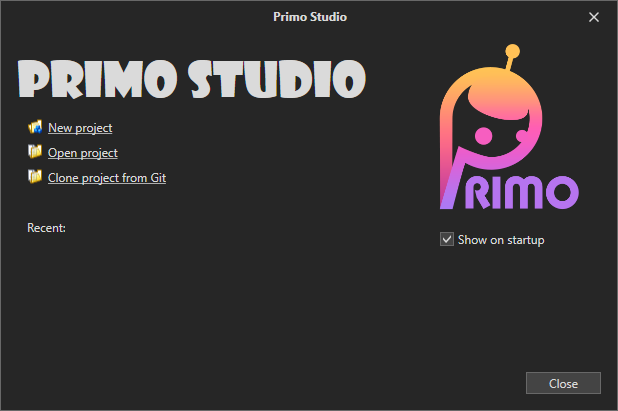 Primo Studio
PRIMO STUDIO
New project
Open project
Clone project from Git
Recent:
PRIMO
Show on startup
Close